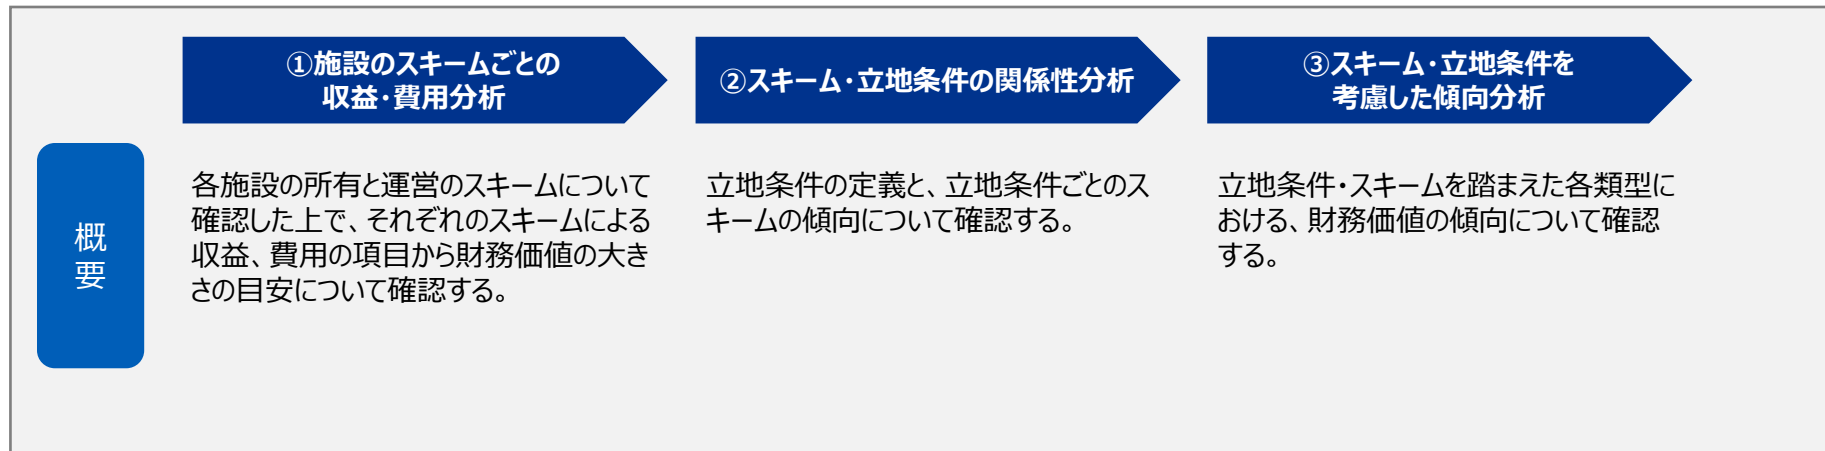 ①施設のスキームごとの
収益・費用分析
②スキーム・立地条件の関係性分析
③スキーム・立地条件を
考慮した傾向分析
概
要
各施設の所有と運営のスキームについて
確認した上で、それぞれのスキームによる
収益、費用の項目から財務価値の大き
さの目安について確認する。
立地条件の定義と、立地条件ごとのス
キームの傾向について確認する。
立地条件・スキームを踏まえた各類型に
おける、財務価値の傾向について確認
する。